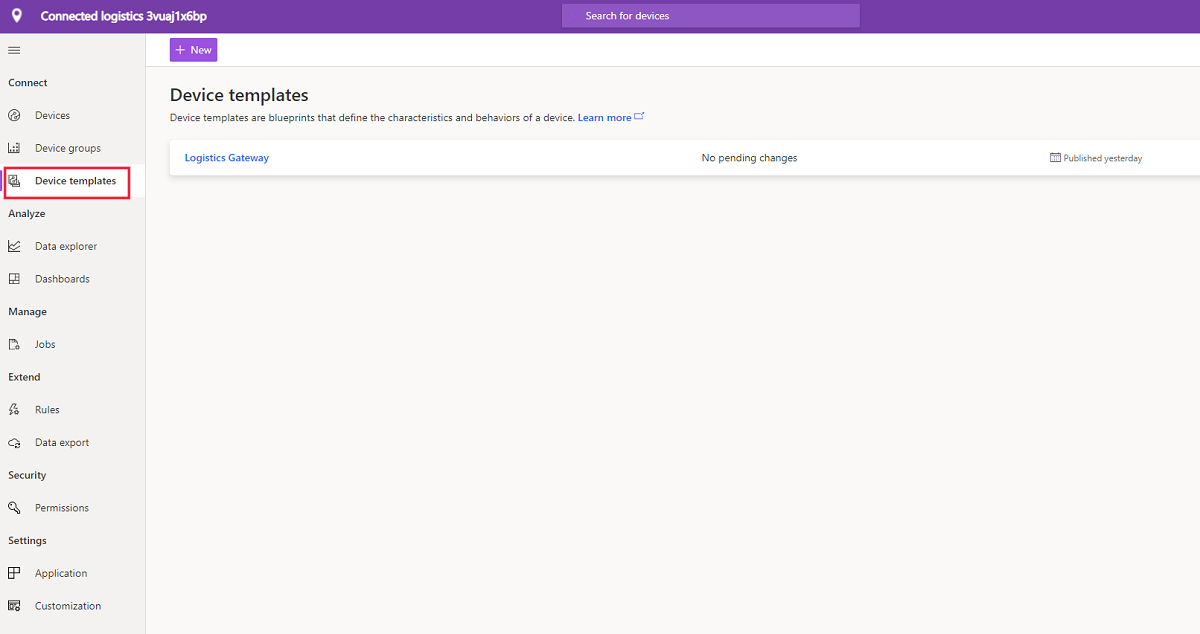 Connected logistics 3vuaj1x6bp
Search for devices
New
Connect
Devices
Device groups
Device templates
Analyze
Data explorer
Dashboards
Manage
Jobs
Extend
Rules
Data export
Security
Permissions
Settings
Application
Customization
Device templates
Device templates are blueprints that define the characteristics and behaviors of a device. Learn more
Logistics Gateway No pending changes Published yesterday